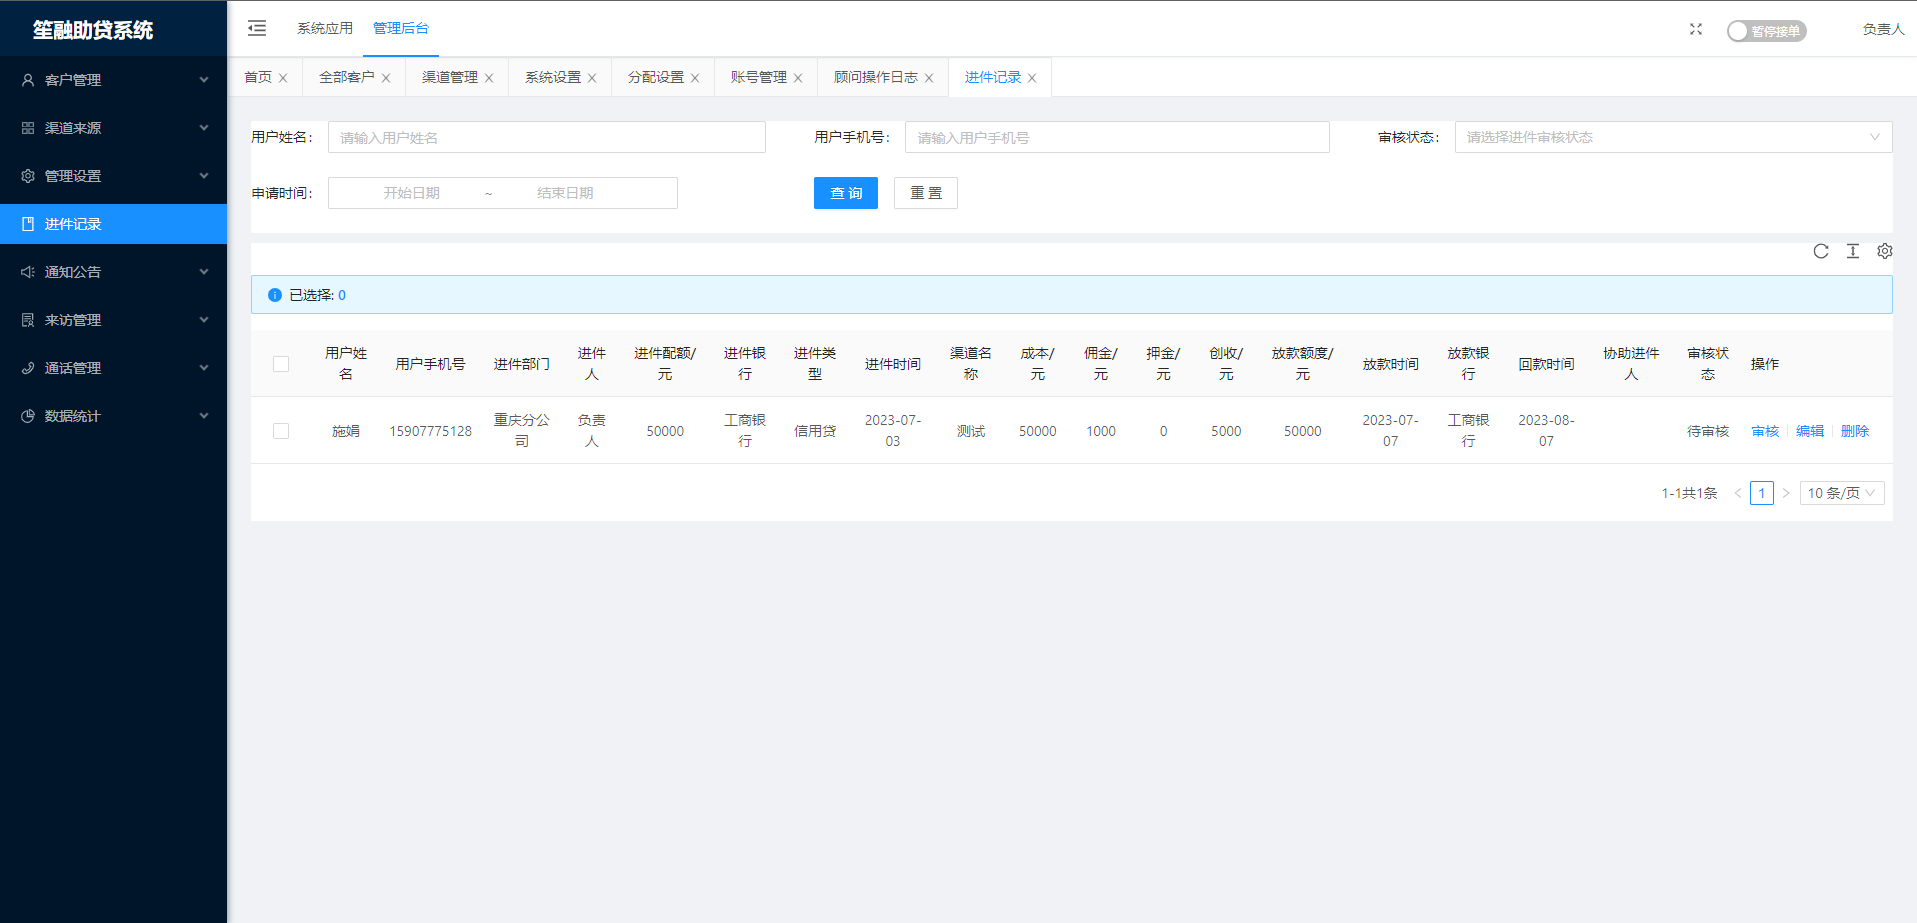 笙融助贷系统
系统应用
管理后台
暂停接单
负责人
首页
全部客户
渠道管理
系统设置
分配设置
账号管理
顾问操作日志
进件记录
客户管理
渠道来源
管理设置
进件记录
通知公告
来访管理
通话管理
数据统计
用户姓名:
请输入用户姓名
用户手机号:
请输入用户手机号
审核状态:
请选择进件审核状态
申请时间:
开始日期 ~ 结束日期
查 询
重 置
已选择: 0
用户姓名
用户手机号
进件部门
进件人
进件配额/元
进件银行
进件类型
进件时间
渠道名称
成本/元
佣金/元
押金/元
创收/元
放款额度/元
放款时间
放款银行
回款时间
协助进件人
审核状态
操作
施娟
15907775128
重庆分公司
负责人
50000
工商银行
信用贷
2023-07-03
测试
50000
1000
0
5000
50000
2023-07-07
工商银行
2023-08-07
待审核
审核
编辑
删除
1-1共1条
1
10 条/页